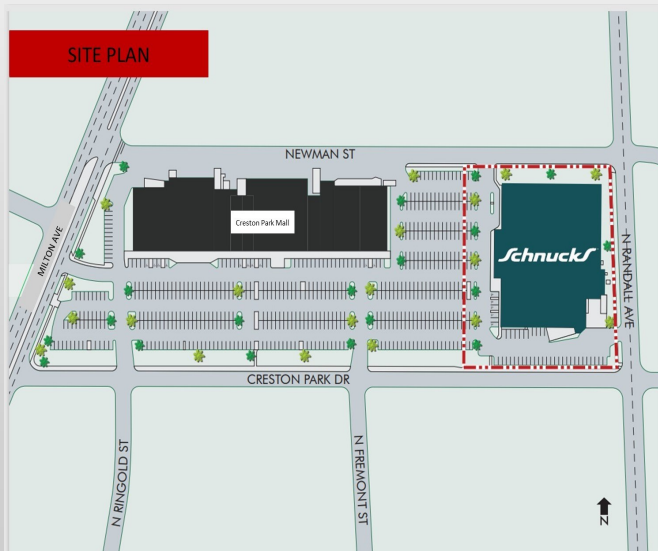 SITE PLAN
NEWMAN ST
Creston Park Mall
MILTON AVE
Schnucks
N RANDALL AVE
CRESTON PARK DR
N RINGOLD ST
N FREMONT ST
N